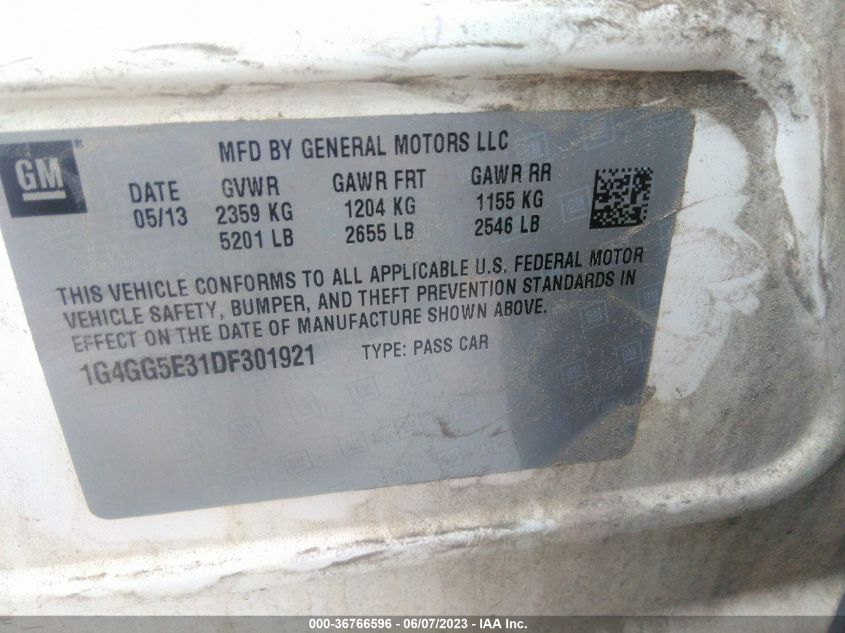 GM®
MFD BY GENERAL MOTORS LLC
DATE GVWR GAWR FRT GAWR RR
05/13 2359 KG 1204 KG 1155 KG
5201 LB 2655 LB 2546 LB
THIS VEHICLE CONFORMS TO ALL APPLICABLE U.S. FEDERAL MOTOR
VEHICLE SAFETY, BUMPER, AND THEFT PREVENTION STANDARDS IN
EFFECT ON THE DATE OF MANUFACTURE SHOWN ABOVE.
1G4GG5E31DF301921 TYPE: PASS CAR
000-36766596 - 06/07/2023 - IAA Inc.